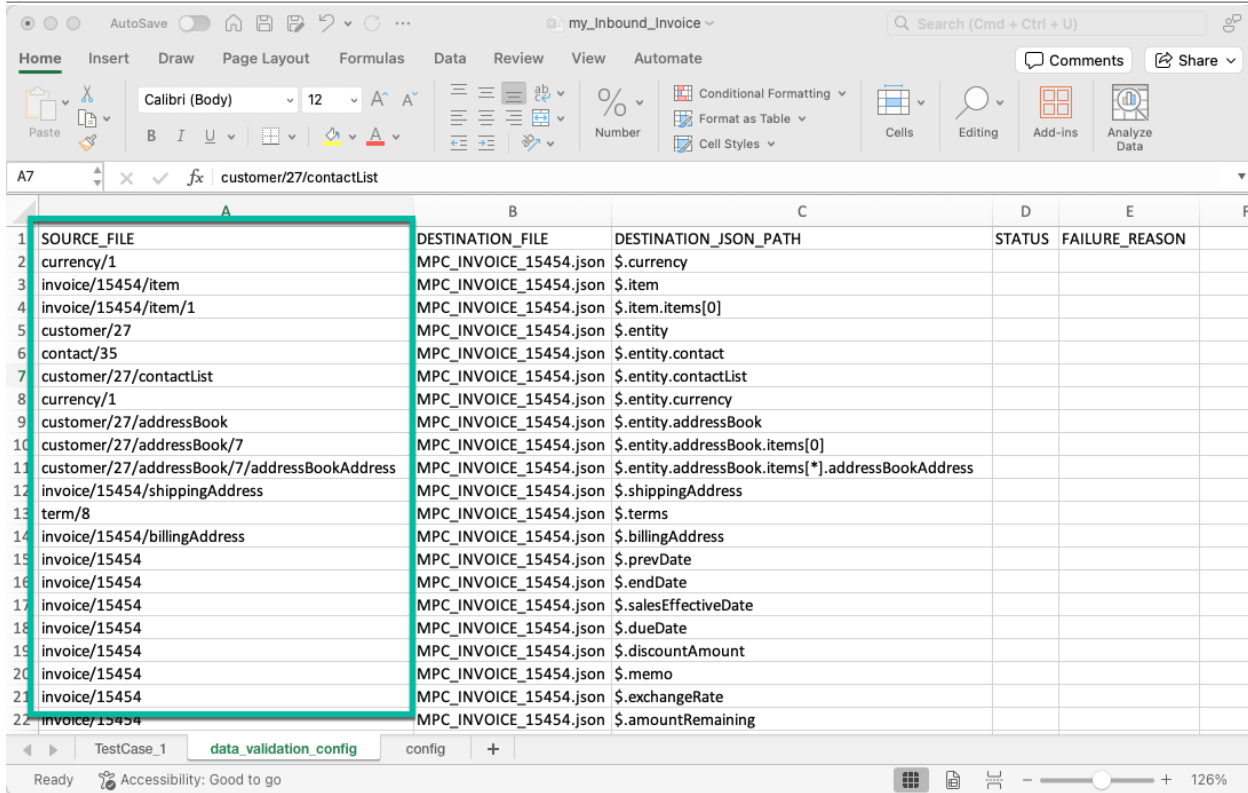 AutoSave my_Inbound_Invoice Search (Cmd + Ctrl + U)
Home Insert Draw Page Layout Formulas Data Review View Automate Comments Share
Paste Calibri (Body) 12 A A ab Number Conditional Formatting Format as Table Cell Styles Cells Editing Add-ins Analyze Data
B I U A
A7 fx customer/27/contactList
A B C D E F
1 SOURCE_FILE DESTINATION_FILE DESTINATION_JSON_PATH STATUS FAILURE_REASON
2 currency/1 MPC_INVOICE_15454.json $.currency
3 invoice/15454/item MPC_INVOICE_15454.json $.item
4 invoice/15454/item/1 MPC_INVOICE_15454.json $.item.items[0]
5 customer/27 MPC_INVOICE_15454.json $.entity
6 contact/35 MPC_INVOICE_15454.json $.entity.contact
7 customer/27/contactList MPC_INVOICE_15454.json $.entity.contactList
8 currency/1 MPC_INVOICE_15454.json $.entity.currency
9 customer/27/addressBook MPC_INVOICE_15454.json $.entity.addressBook
10 customer/27/addressBook/7 MPC_INVOICE_15454.json $.entity.addressBook.items[0]
11 customer/27/addressBook/7/addressBookAddress MPC_INVOICE_15454.json $.entity.addressBook.items[*].addressBookAddress
12 invoice/15454/shippingAddress MPC_INVOICE_15454.json $.shippingAddress
13 term/8 MPC_INVOICE_15454.json $.terms
14 invoice/15454/billingAddress MPC_INVOICE_15454.json $.billingAddress
15 invoice/15454 MPC_INVOICE_15454.json $.prevDate
16 invoice/15454 MPC_INVOICE_15454.json $.endDate
17 invoice/15454 MPC_INVOICE_15454.json $.salesEffectiveDate
18 invoice/15454 MPC_INVOICE_15454.json $.dueDate
19 invoice/15454 MPC_INVOICE_15454.json $.discountAmount
20 invoice/15454 MPC_INVOICE_15454.json $.memo
21 invoice/15454 MPC_INVOICE_15454.json $.exchangeRate
22 invoice/15454 MPC_INVOICE_15454.json $.amountRemaining
TestCase_1 data_validation_config config +
Ready Accessibility: Good to go 126%